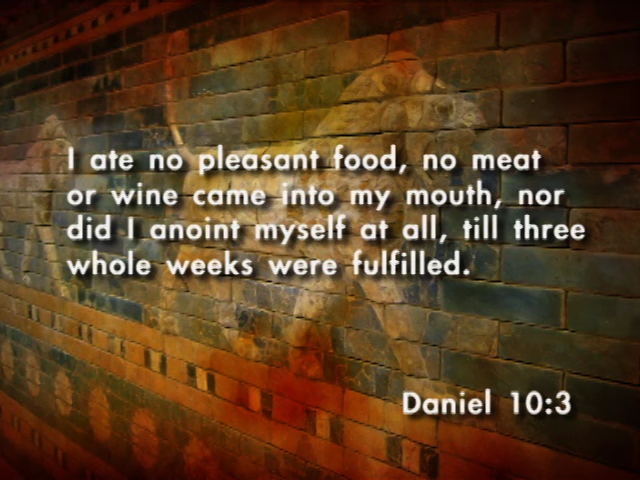 I ate no pleasant food, no meat
or wine came into my mouth, nor
did I anoint myself at all, till three
whole weeks were fulfilled.
Daniel 10:3